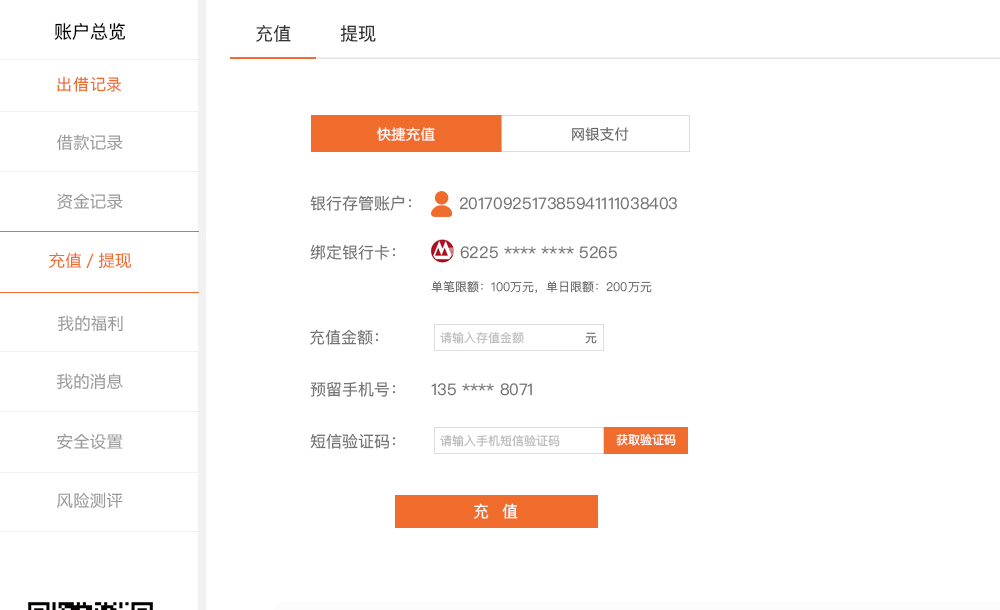 账户总览
出借记录
借款记录
资金记录
充值 / 提现
我的福利
我的消息
安全设置
风险测评
充值 提现
快捷充值 网银支付
银行存管账户： 2017092517385941111038403
绑定银行卡： 6225 **** **** 5265
单笔限额：100万元，单日限额：200万元
充值金额： 请输入存值金额 元
预留手机号： 135 **** 8071
短信验证码： 请输入手机短信验证码 获取验证码
充 值